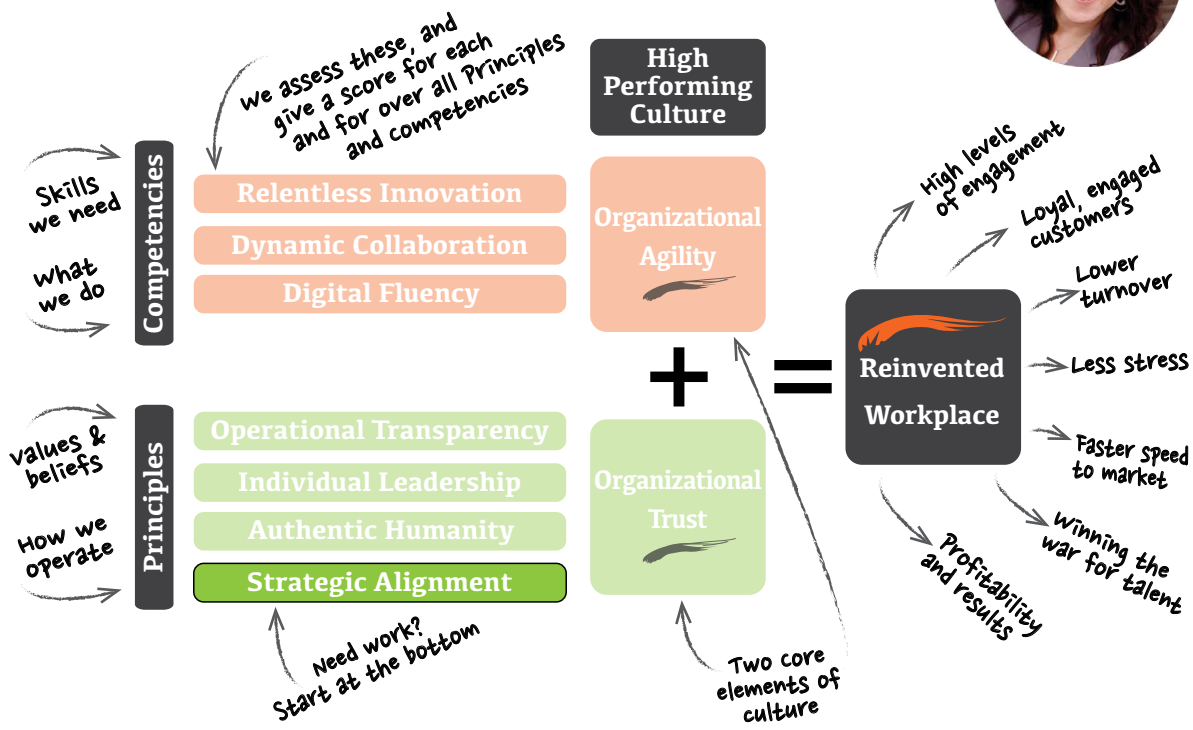 we assess these, and
give a score for each
and for over all Principles
and competencies
High
Performing
Culture
Skills
we need
What
we do
Competencies
Relentless Innovation
Dynamic Collaboration
Digital Fluency
Organizational
Agility
+
=
Reinvented
Workplace
High levels
of engagement
Loyal, engaged
customers
Lower
turnover
Less stress
Faster speed
to market
Winning the
war for talent
Profitability
and results
values &
beliefs
How we
operate
Principles
Operational Transparency
Individual Leadership
Authentic Humanity
Strategic Alignment
Organizational
Trust
Need work?
Start at the bottom
Two core
elements of
culture